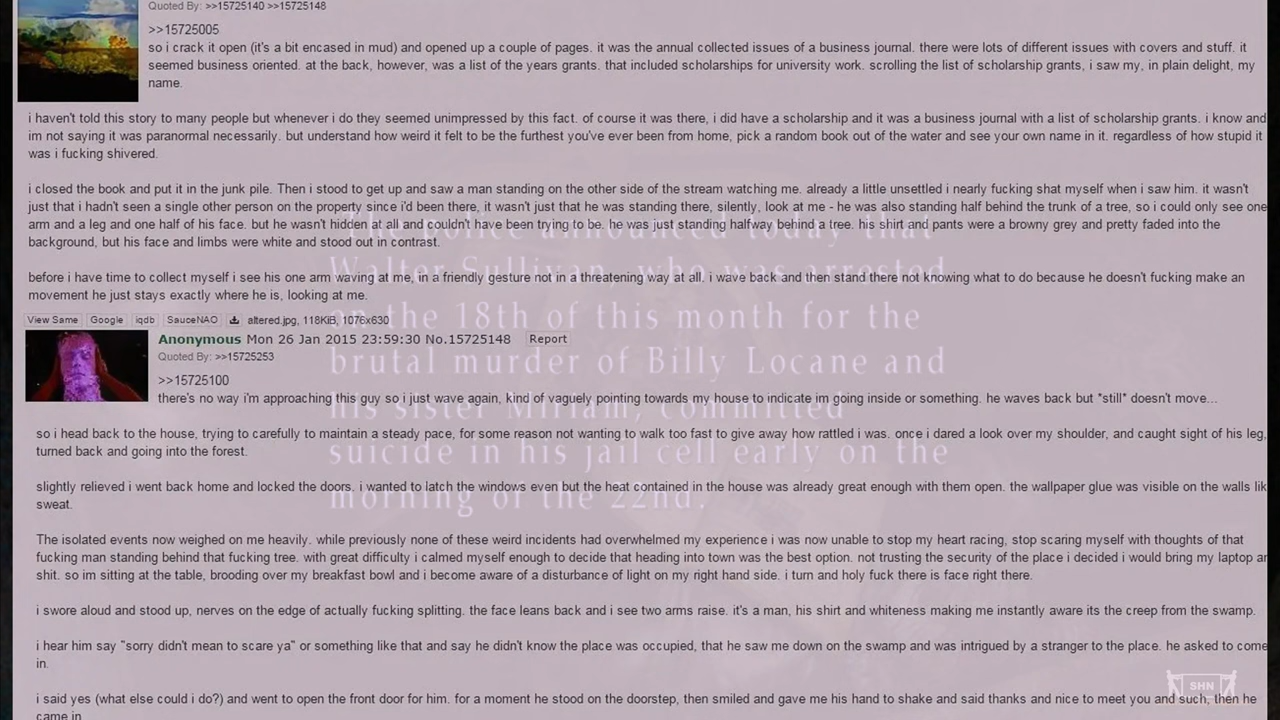 Quoted By: >>15725140 >>15725148
>>15725005
so i crack it open (it's a bit encased in mud) and opened up a couple of pages. it was the annual collected issues of a business journal. there were lots of different issues with covers and stuff. it
seemed business oriented. at the back, however, was a list of the years grants. that included scholarships for university work. scrolling the list of scholarship grants, i saw my, in plain delight, my
name.
i haven't told this story to many people but whenever i do they seemed unimpressed by this fact. of course it was there, i did have a scholarship and it was a business journal with a list of scholarship grants. i know and
im not saying it was paranormal necessarily. but understand how weird it felt to be the furthest you've ever been from home, pick a random book out of the water and see your own name in it. regardless of how stupid it
was i fucking shivered.
i closed the book and put it in the junk pile. Then i stood to get up and saw a man standing on the other side of the stream watching me. already a little unsettled i nearly fucking shat myself when i saw him. it wasn't
just that i hadn't seen a single other person on the property since i'd been there, it wasn't just that he was standing there, silently, look at me - he was also standing half behind the trunk of a tree, so i could only see one
arm and a leg and one half of his face. but he wasn't hidden at all and couldn't have been trying to be. he was just standing halfway behind a tree. his shirt and pants were a browny grey and pretty faded into the
background, but his face and limbs were white and stood out in contrast.
before i have time to collect myself i see his one arm waving at me, in a friendly gesture not in a threatening way at all. i wave back and then stand there not knowing what to do because he doesn't fucking make an
movement he just stays exactly where he is, looking at me.
View Same Google iqdb SauceNAO altered.jpg, 118KiB, 1076x630
Anonymous Mon 26 Jan 2015 23:59:30 No.15725148 Report
Quoted By: >>15725253
>>15725100
there's no way i'm approaching this guy so i just wave again, kind of vaguely pointing towards my house to indicate im going inside or something. he waves back but *still* doesn't move...
so i head back to the house, trying to carefully to maintain a steady pace, for some reason not wanting to walk too fast to give away how rattled i was. once i dared a look over my shoulder, and caught sight of his leg,
turned back and going into the forest.
slightly relieved i went back home and locked the doors. i wanted to latch the windows even but the heat contained in the house was already great enough with them open. the wallpaper glue was visible on the walls lik
sweat.
The isolated events now weighed on me heavily. while previously none of these weird incidents had overwhelmed my experience i was now unable to stop my heart racing, stop scaring myself with thoughts of that
fucking man standing behind that fucking tree. with great difficulty i calmed myself enough to decide that heading into town was the best option. not trusting the security of the place i decided i would bring my laptop ar
shit. so im sitting at the table, brooding over my breakfast bowl and i become aware of a disturbance of light on my right hand side. i turn and holy fuck there is face right there.
i swore aloud and stood up, nerves on the edge of actually fucking splitting. the face leans back and i see two arms raise. it's a man, his shirt and whiteness making me instantly aware its the creep from the swamp.
i hear him say "sorry didn't mean to scare ya" or something like that and say he didn't know the place was occupied, that he saw me down on the swamp and was intrigued by a stranger to the place. he asked to come
in.
i said yes (what else could i do?) and went to open the front door for him. for a moment he stood on the doorstep, then smiled and gave me his hand to shake and said thanks and nice to meet you and such, then he
came in
The police announced today that
Walter Sullivan, who was arrested
on the 18th of this month for the
brutal murder of Billy Locane and
his sister Miriam, committed
suicide in his jail cell early on the
morning of the 22nd.
SHN